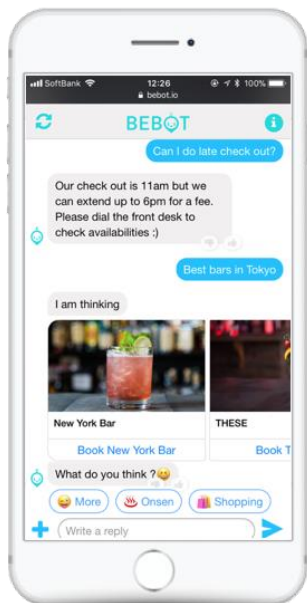 SoftBank 12:26 100%
bebot.io
BEBOT
Can I do late check out?
Our check out is 11am but we
can extend up to 6pm for a fee.
Please dial the front desk to
check availabilities :)
Best bars in Tokyo
I am thinking
New York Bar THESE
Book New York Bar Book T
What do you think ?😄
😅 More ♨️ Onsen 🛍️ Shopping
Write a reply